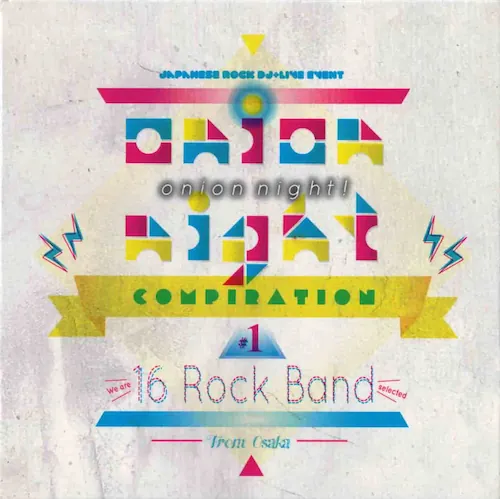 JAPANESE ROCK DJ+LIVE EVENT
onion
onion night!
night
COMPIRATION
#1
We are 16 Rock Band selected
From Osaka